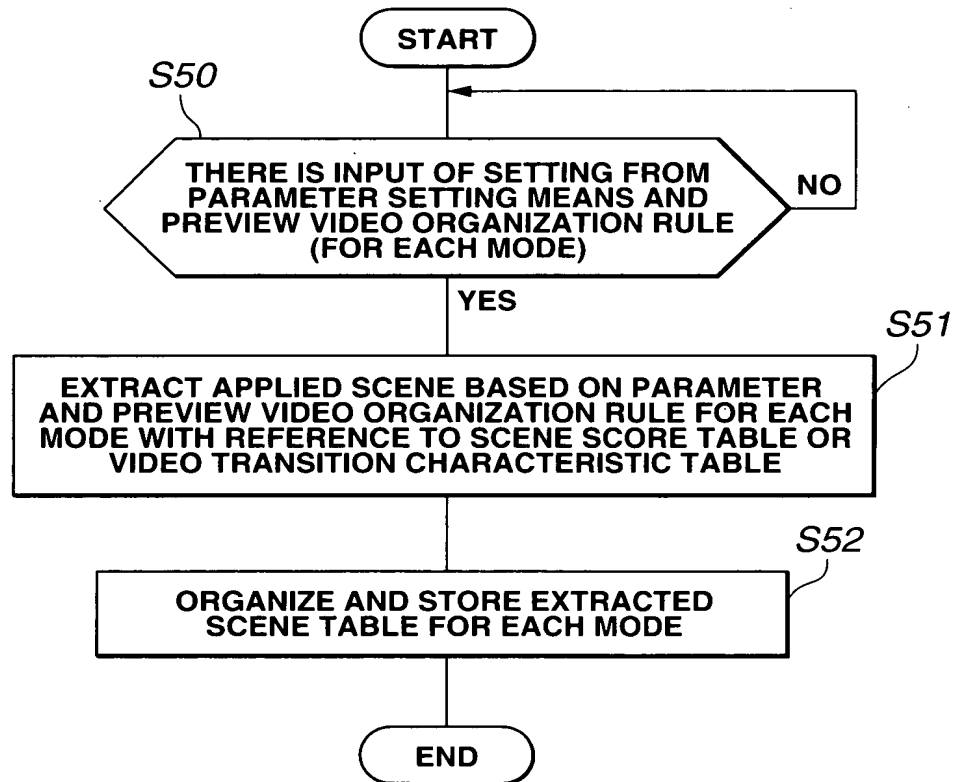 START
S50
THERE IS INPUT OF SETTING FROM
PARAMETER SETTING MEANS AND
PREVIEW VIDEO ORGANIZATION RULE
(FOR EACH MODE)
NO
YES
S51
EXTRACT APPLIED SCENE BASED ON PARAMETER
AND PREVIEW VIDEO ORGANIZATION RULE FOR EACH
MODE WITH REFERENCE TO SCENE SCORE TABLE OR
VIDEO TRANSITION CHARACTERISTIC TABLE
S52
ORGANIZE AND STORE EXTRACTED
SCENE TABLE FOR EACH MODE
END